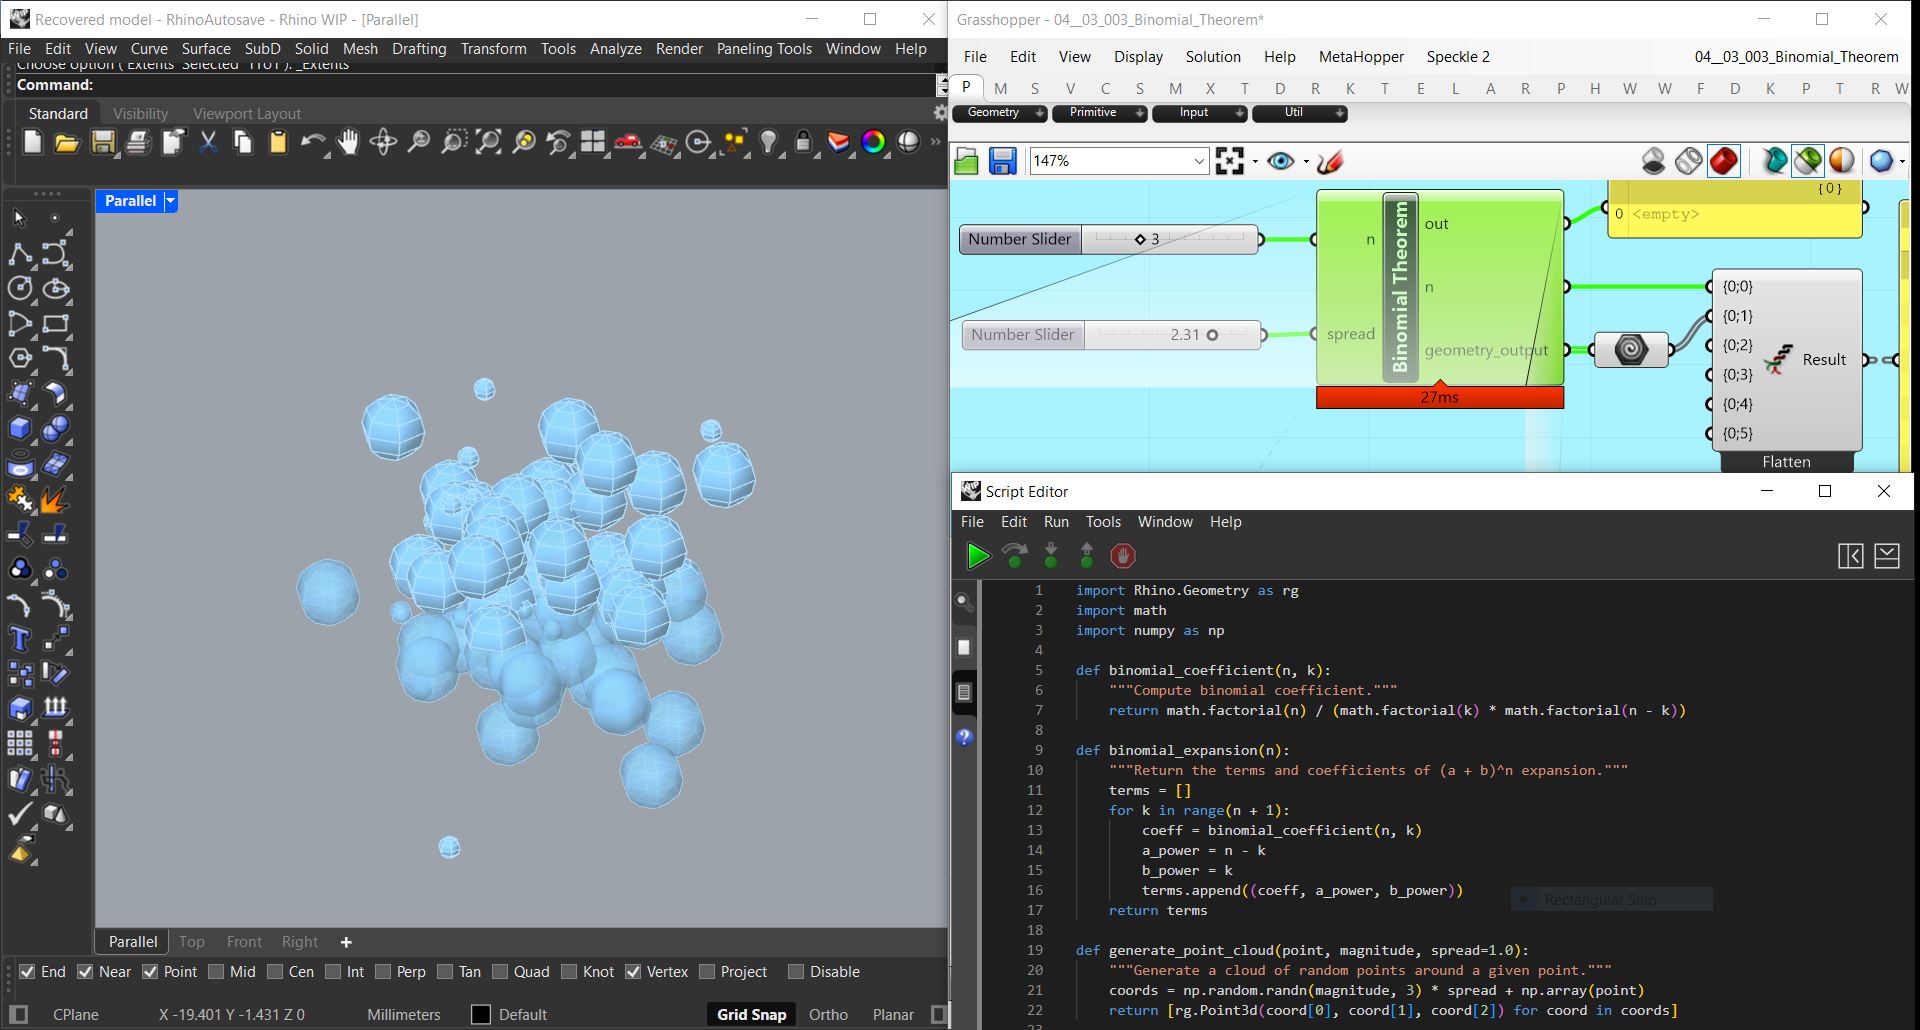 Recovered model - RhinoAutosave - Rhino WIP - [Parallel]
File Edit View Curve Surface SubD Solid Mesh Drafting Transform Tools Analyze Render Paneling Tools Window Help
Choose option ( Extents Selected 1To1 ): _Extents
Command:
Standard Visibility Viewport Layout
Parallel
Parallel Top Front Right +
End Near Point Mid Cen Int Perp Tan Quad Knot Vertex Project Disable
CPlane X -19.401 Y -1.431 Z 0 Millimeters Default Grid Snap Ortho Planar
Grasshopper - 04__03_003_Binomial_Theorem*
File Edit View Display Solution Help MetaHopper Speckle 2 04__03_003_Binomial_Theorem
P M S V C S M X T D R K T E L A R P H W W F D K P T R W
Geometry + Primitive + Input + Util +
147%
Number Slider 3
Number Slider 2.31
n
spread
Binomial Theorem
out
n
geometry_output
27ms
{ 0 }
0 <empty>
{0;0}
{0;1}
{0;2}
{0;3}
{0;4}
{0;5}
Result
Flatten
Script Editor
File Edit Run Tools Window Help
1 import Rhino.Geometry as rg
2 import math
3 import numpy as np
4
5 def binomial_coefficient(n, k):
6 """Compute binomial coefficient."""
7 return math.factorial(n) / (math.factorial(k) * math.factorial(n - k))
8
9 def binomial_expansion(n):
10 """Return the terms and coefficients of (a + b)^n expansion."""
11 terms = []
12 for k in range(n + 1):
13 coeff = binomial_coefficient(n, k)
14 a_power = n - k
15 b_power = k
16 terms.append((coeff, a_power, b_power))
Rectangular Snip
17 return terms
18
19 def generate_point_cloud(point, magnitude, spread=1.0):
20 """Generate a cloud of random points around a given point."""
21 coords = np.random.randn(magnitude, 3) * spread + np.array(point)
22 return [rg.Point3d(coord[0], coord[1], coord[2]) for coord in coords]
23